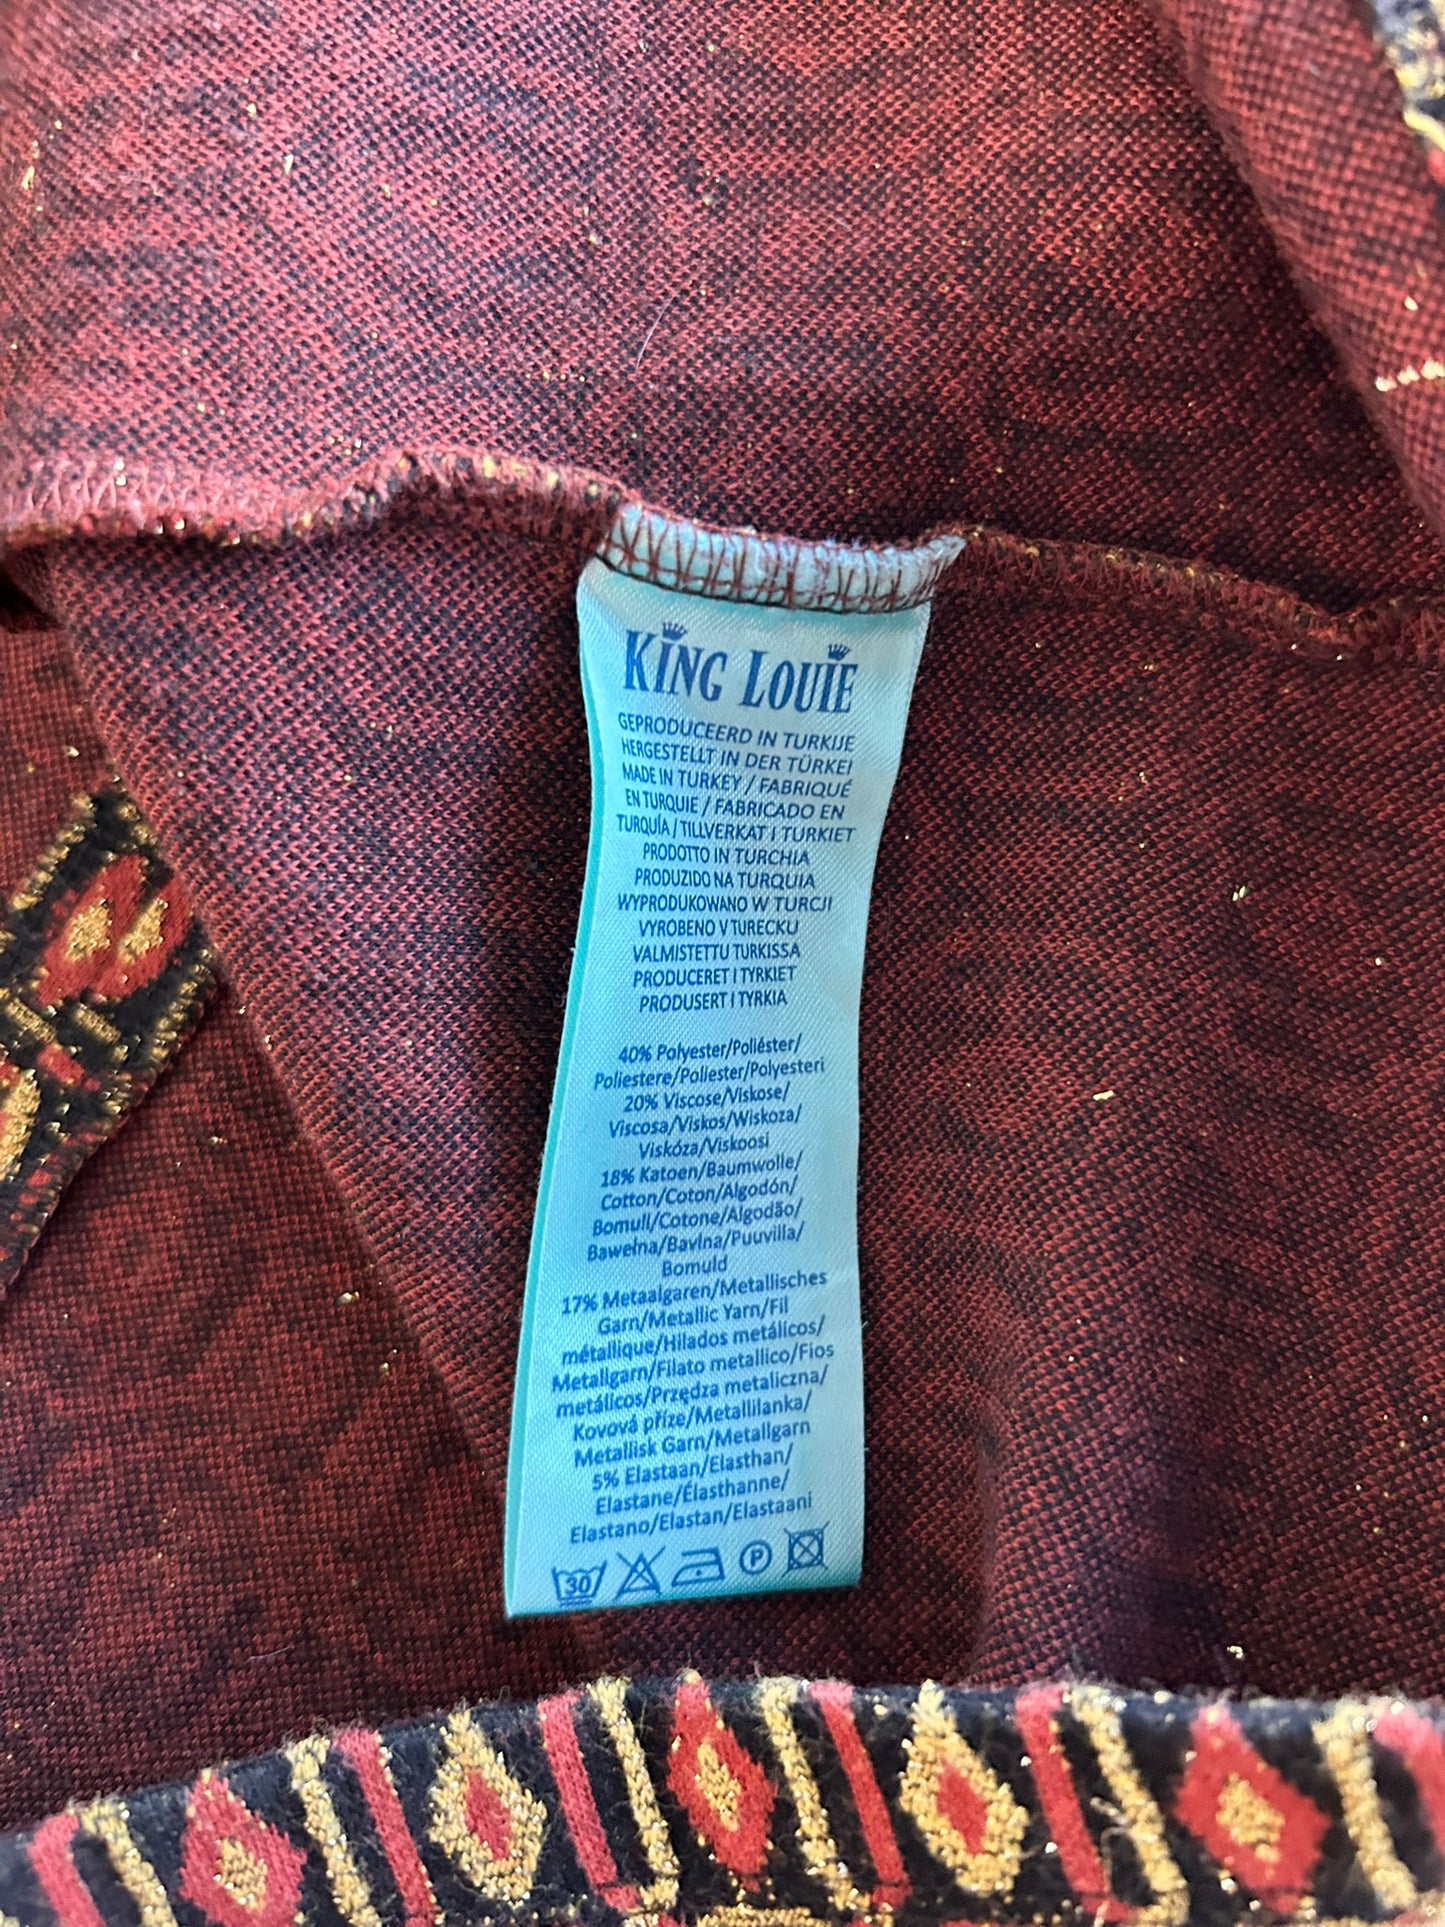 KING LOUIE
GEPRODUCEERD IN TURKIJE
HERGESTELLT IN DER TÜRKEI
MADE IN TURKEY / FABRIQUÉ
EN TURQUIE / FABRICADO EN
TURQUÍA / TILLVERKAT I TURKIET
PRODOTTO IN TURCHIA
PRODUZIDO NA TURQUIA
WYPRODUKOWANO W TURCJI
VYROBENO V TURECKU
VALMISTETTU TURKISSA
PRODUCERET I TYRKIET
PRODUSERT I TYRKIA
40% Polyester/Poliéster/
Poliestere/Poliester/Polyesteri
20% Viscose/Viskose/
Viscosa/Viskos/Wiskoza/
Viskóza/Viskoosi
18% Katoen/Baumwolle/
Cotton/Coton/Algodón/
Bomull/Cotone/Algodão/
Bawełna/Bavlna/Puuvilla/
Bomuld
17% Metaalgaren/Metallisches
Garn/Metallic Yarn/Fil
métallique/Hilados metálicos/
Metallgarn/Filato metallico/Fios
metálicos/Przędza metaliczna/
Kovová příze/Metallilanka/
Metallisk Garn/Metallgarn
5% Elastaan/Elasthan/
Elastane/Élasthanne/
Elastano/Elastan/Elastaani
30 P